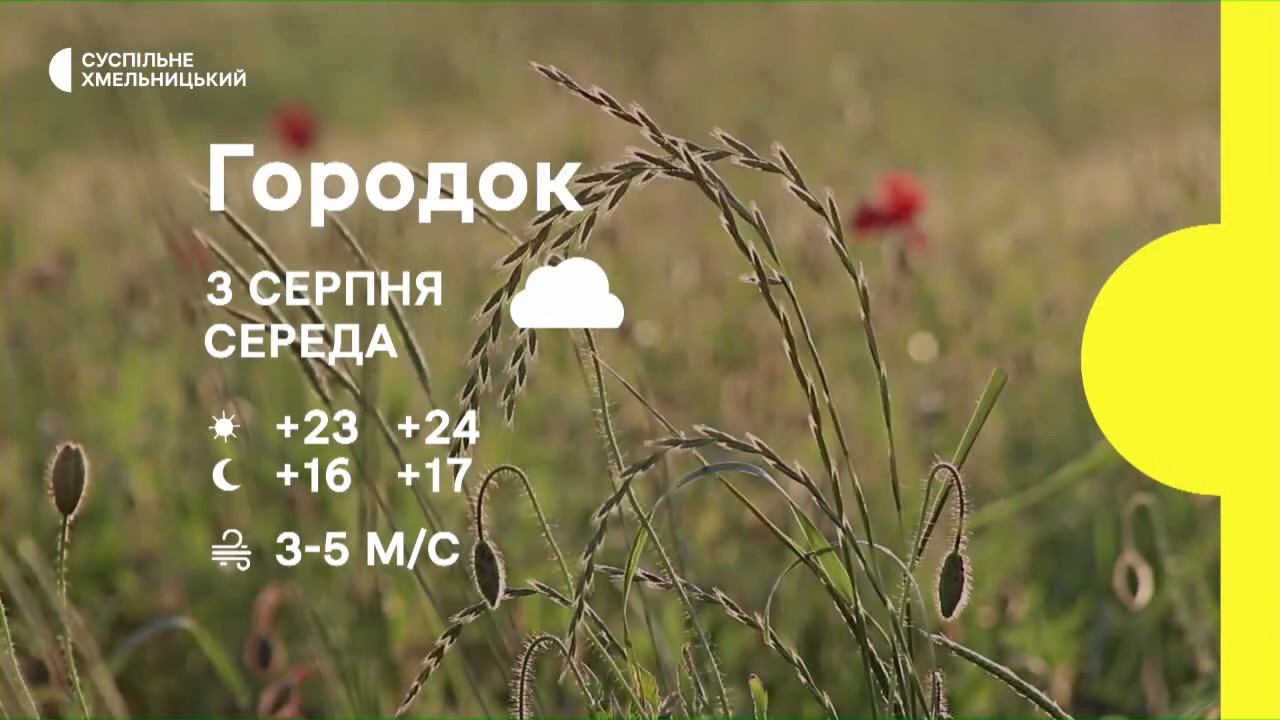 СУСПІЛЬНЕ
ХМЕЛЬНИЦЬКИЙ
Городок
3 СЕРПНЯ
СЕРЕДА
+23 +24
+16 +17
3-5 М/С